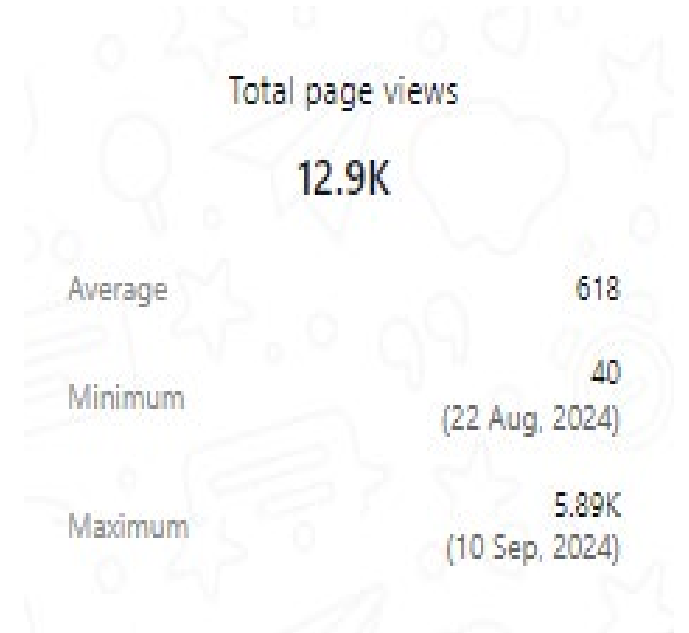 Total page views
12.9K
Average 618
Minimum 40
(22 Aug, 2024)
Maximum 5.89K
(10 Sep, 2024)